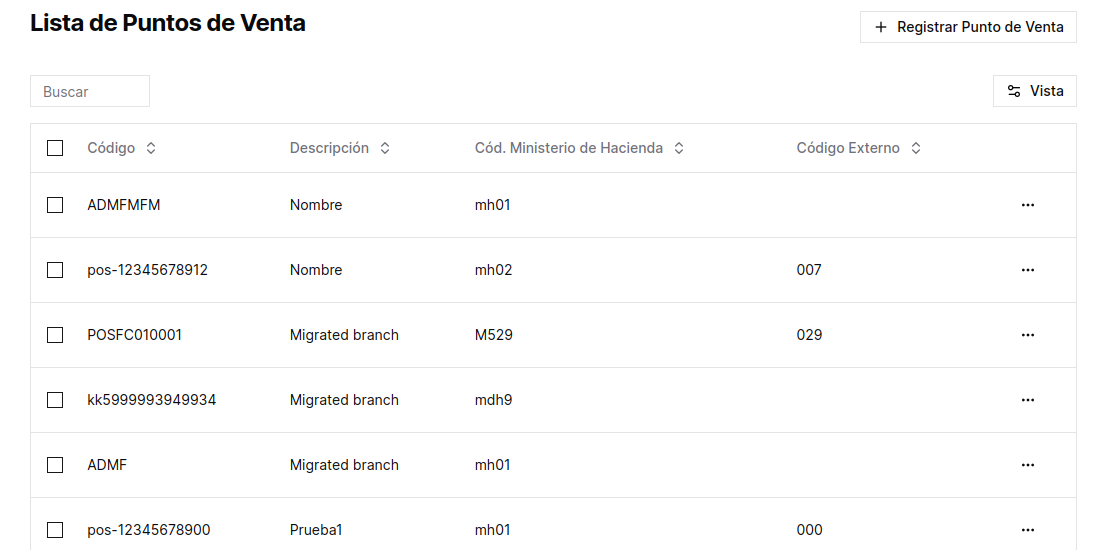 Lista de Puntos de Venta
Registrar Punto de Venta
Buscar
Vista
Código Descripción Cód. Ministerio de Hacienda Código Externo
ADMFMFM Nombre mh01
pos-12345678912 Nombre mh02 007
POSFC010001 Migrated branch M529 029
kk5999993949934 Migrated branch mdh9
ADMF Migrated branch mh01
pos-12345678900 Prueba1 mh01 000